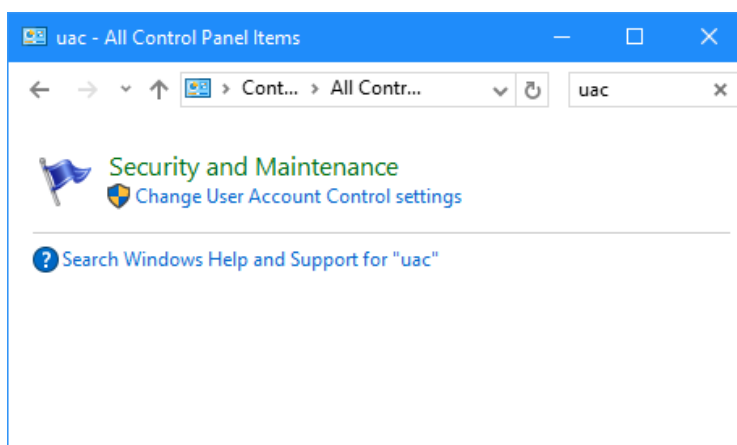 uac - All Control Panel Items
Cont... All Contr... uac
Security and Maintenance
Change User Account Control settings
Search Windows Help and Support for "uac"